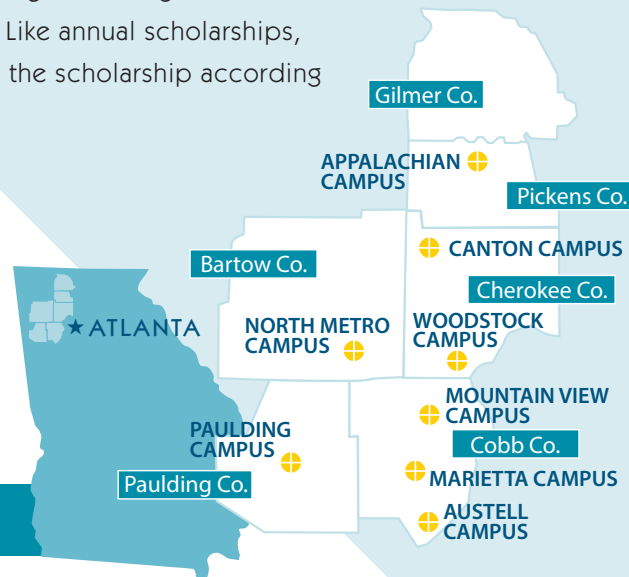 Like annual scholarships,
the scholarship according
Gilmer Co.
APPALACHIAN
CAMPUS
Pickens Co.
CANTON CAMPUS
Bartow Co.
Cherokee Co.
★ATLANTA
NORTH METRO
CAMPUS
WOODSTOCK
CAMPUS
MOUNTAIN VIEW
CAMPUS
PAULDING
CAMPUS
Cobb Co.
MARIETTA CAMPUS
Paulding Co.
AUSTELL
CAMPUS